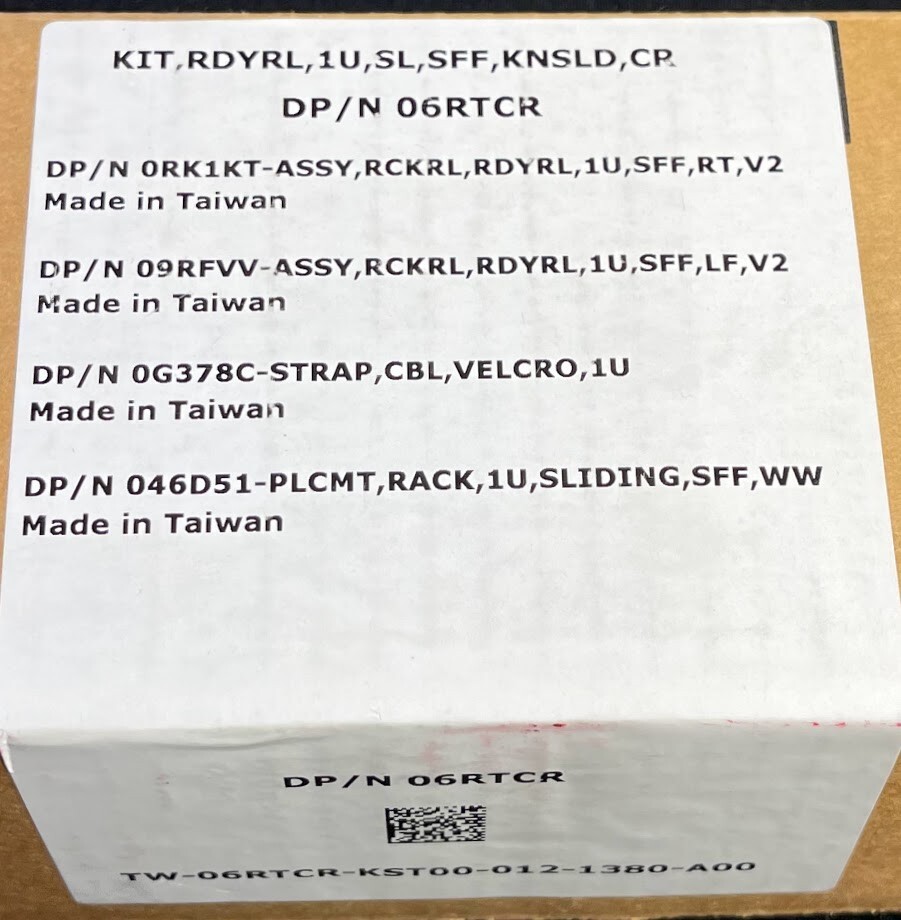 KIT,RDYRL,1U,SL,SFF,KNSLD,CR
DP/N 06RTCR
DP/N 0RK1KT-ASSY,RCKRL,RDYRL,1U,SFF,RT,V2
Made in Taiwan
DP/N 09RFVV-ASSY,RCKRL,RDYRL,1U,SFF,LF,V2
Made in Taiwan
DP/N 0G378C-STRAP,CBL,VELCRO,1U
Made in Taiwan
DP/N 046D51-PLCMT,RACK,1U,SLIDING,SFF,WW
Made in Taiwan
DP/N 06RTCR
TW-06RTCR-KST00-012-1380-A00